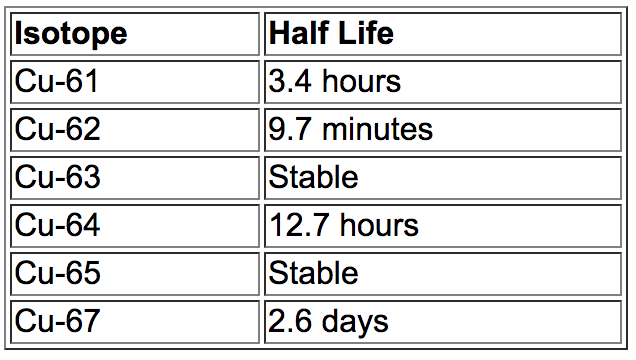 Isotope Half Life
Cu-61 3.4 hours
Cu-62 9.7 minutes
Cu-63 Stable
Cu-64 12.7 hours
Cu-65 Stable
Cu-67 2.6 days